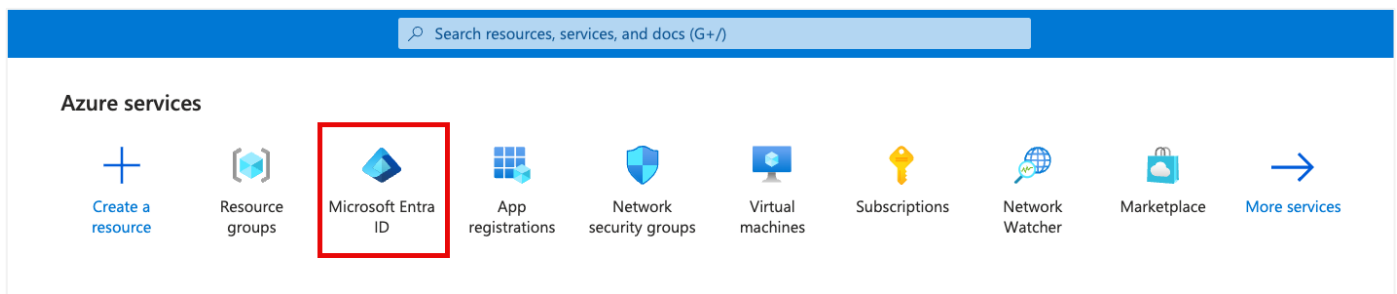 Search resources, services, and docs (G+/)
Azure services
Create a
resource
Resource
groups
Microsoft Entra
ID
App
registrations
Network
security groups
Virtual
machines
Subscriptions
Network
Watcher
Marketplace
More services